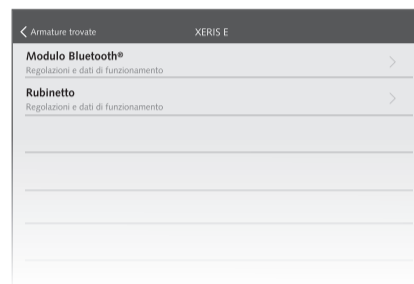 Armature trovate
XERIS E
Modulo Bluetooth®
Regolazioni e dati di funzionamento
Rubinetto
Regolazioni e dati di funzionamento